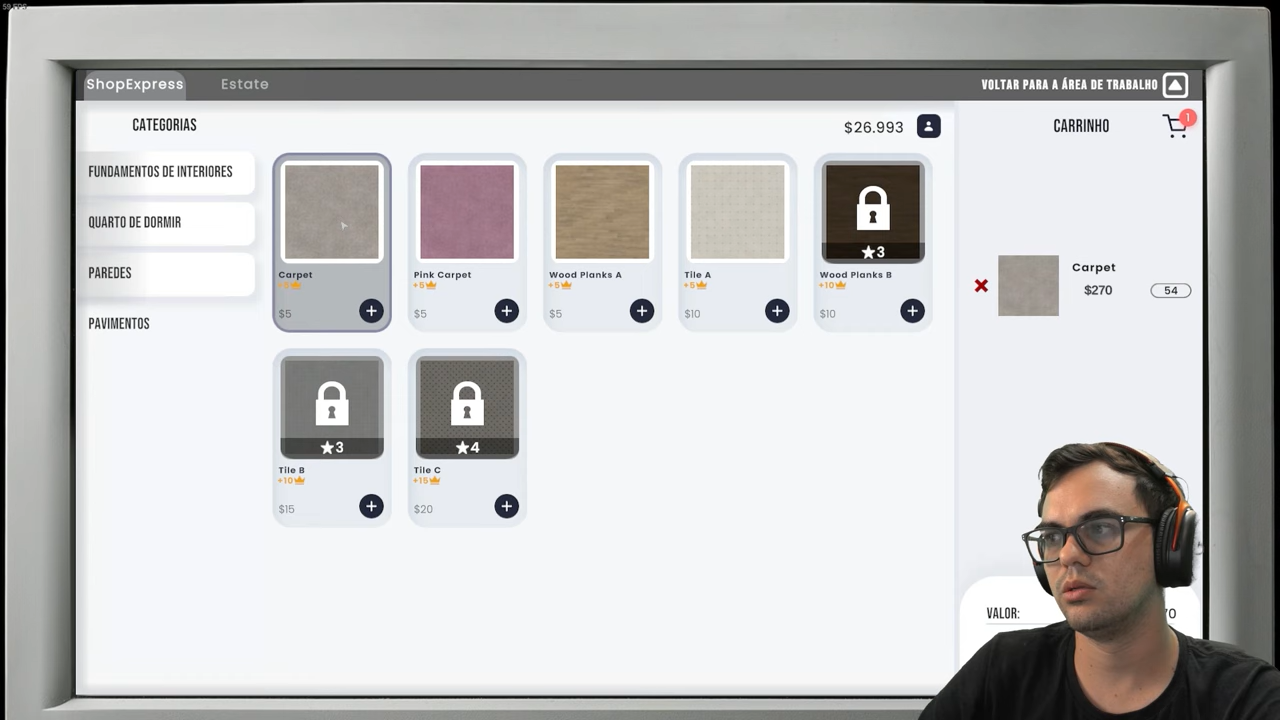 ShopExpress
Estate
VOLTAR PARA A ÁREA DE TRABALHO
CATEGORIAS
$26.993
CARRINHO
1
FUNDAMENTOS DE INTERIORES
QUARTO DE DORMIR
PAREDES
PAVIMENTOS
Carpet
+5
$5
Pink Carpet
+5
$5
Wood Planks A
+5
$5
Tile A
+5
$10
3
Wood Planks B
+10
$10
3
Tile B
+10
$15
4
Tile C
+15
$20
Carpet
$270
54
VALOR: